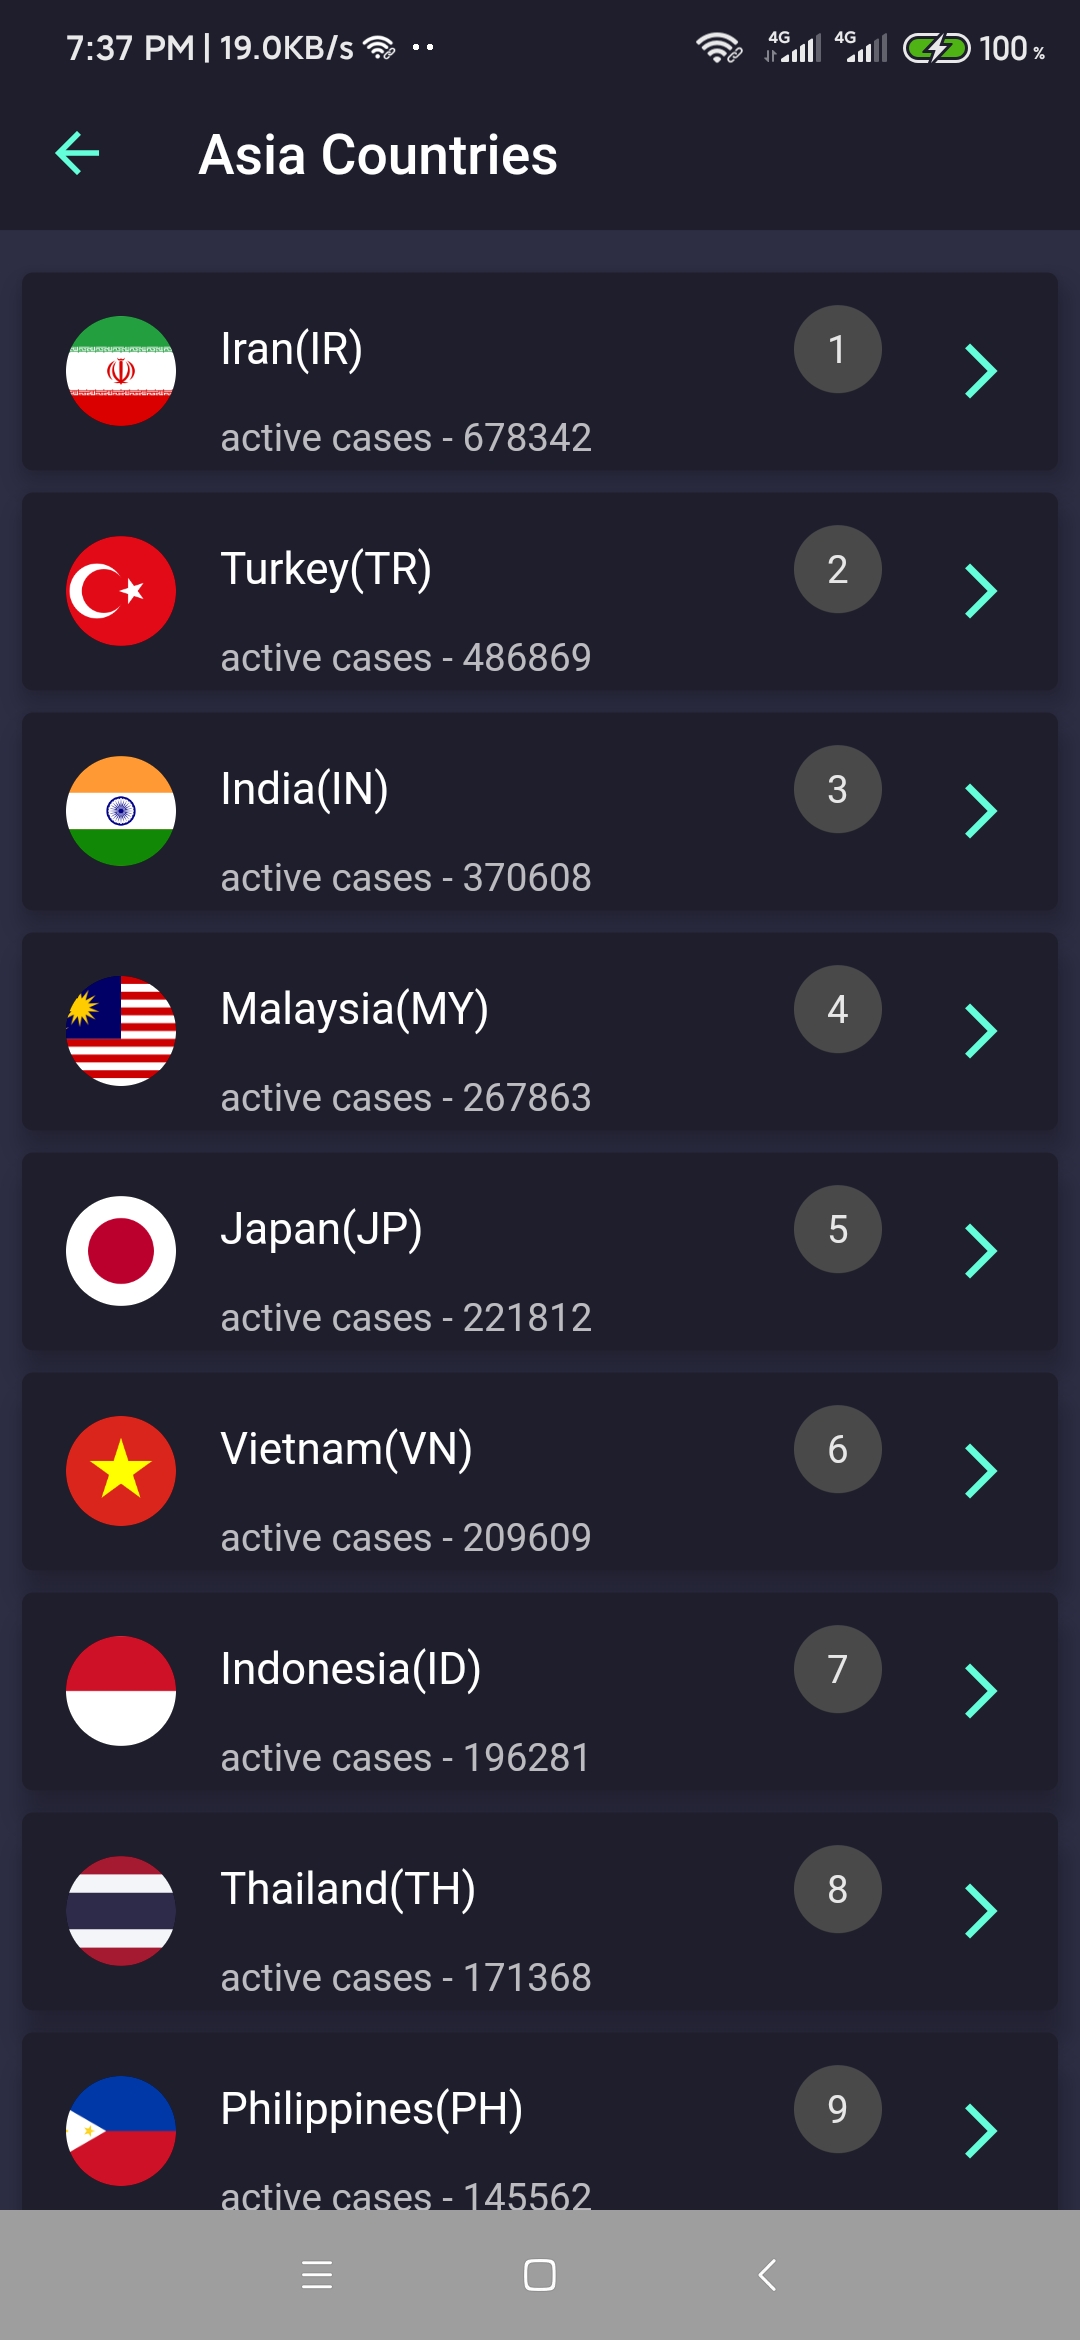 7:37 PM | 19.0KB/s 4G 4G 100 %
Asia Countries
Iran(IR) 1
active cases - 678342
Turkey(TR) 2
active cases - 486869
India(IN) 3
active cases - 370608
Malaysia(MY) 4
active cases - 267863
Japan(JP) 5
active cases - 221812
Vietnam(VN) 6
active cases - 209609
Indonesia(ID) 7
active cases - 196281
Thailand(TH) 8
active cases - 171368
Philippines(PH) 9
active cases - 145562